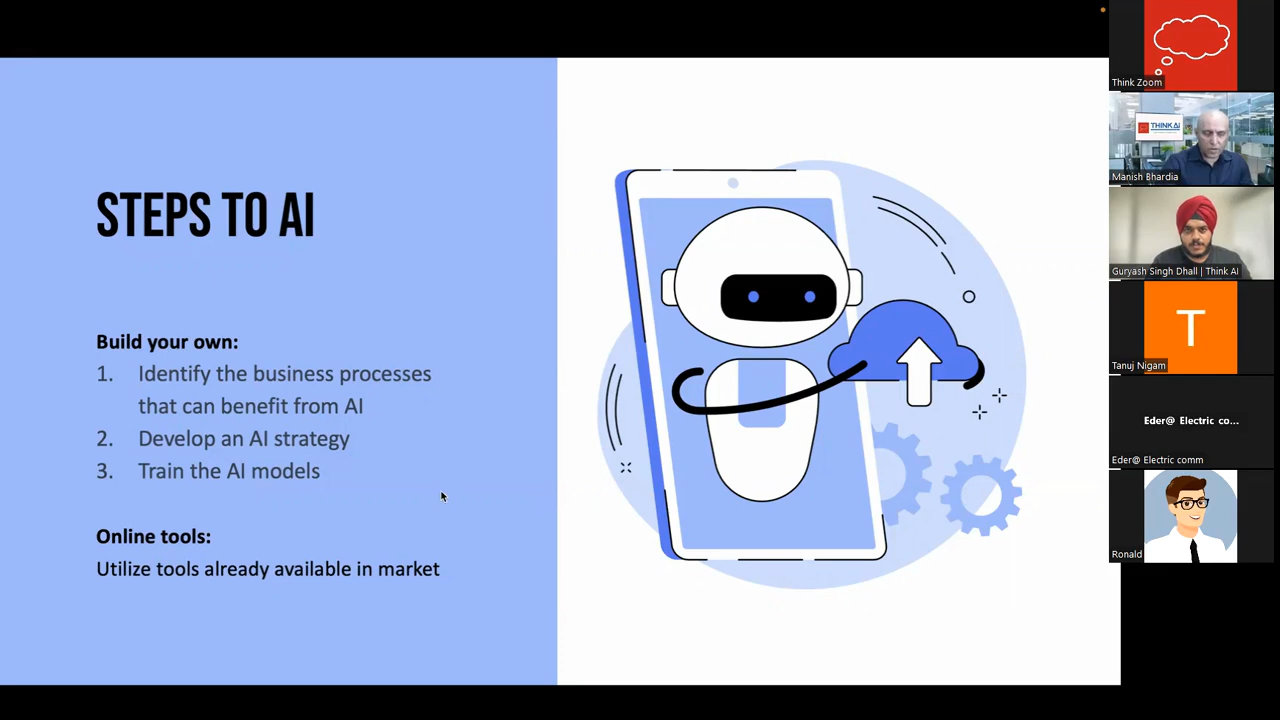 STEPS TO AI
Build your own:
1. Identify the business processes
that can benefit from AI
2. Develop an AI strategy
3. Train the AI models
Online tools:
Utilize tools already available in market
Think Zoom
THINK AI
Manish Bhardia
Guryash Singh Dhall | Think AI
T
Tanuj Nigam
Eder@ Electric co...
Eder@ Electric comm
Ronald